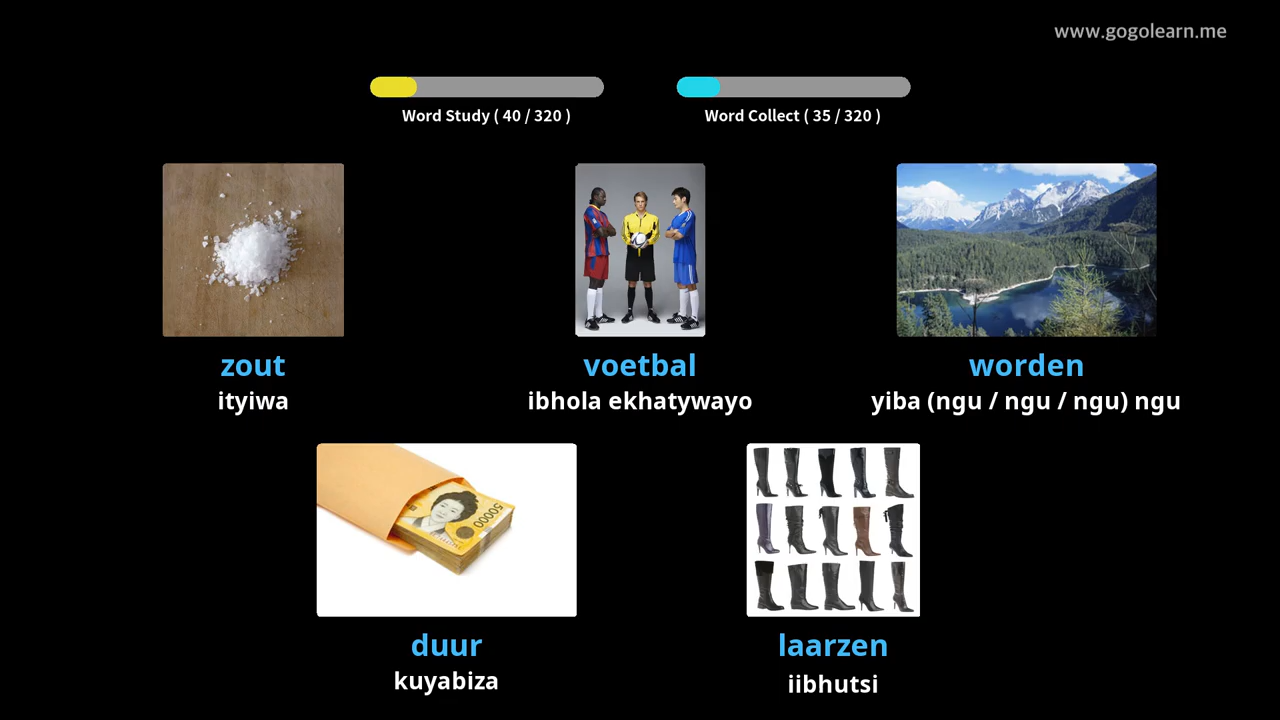 www.gogolearn.me
Word Study ( 40 / 320 )
Word Collect ( 35 / 320 )
zout
ityiwa
voetbal
ibhola ekhatywayo
worden
yiba (ngu / ngu / ngu) ngu
50000
duur
kuyabiza
laarzen
iibhutsi